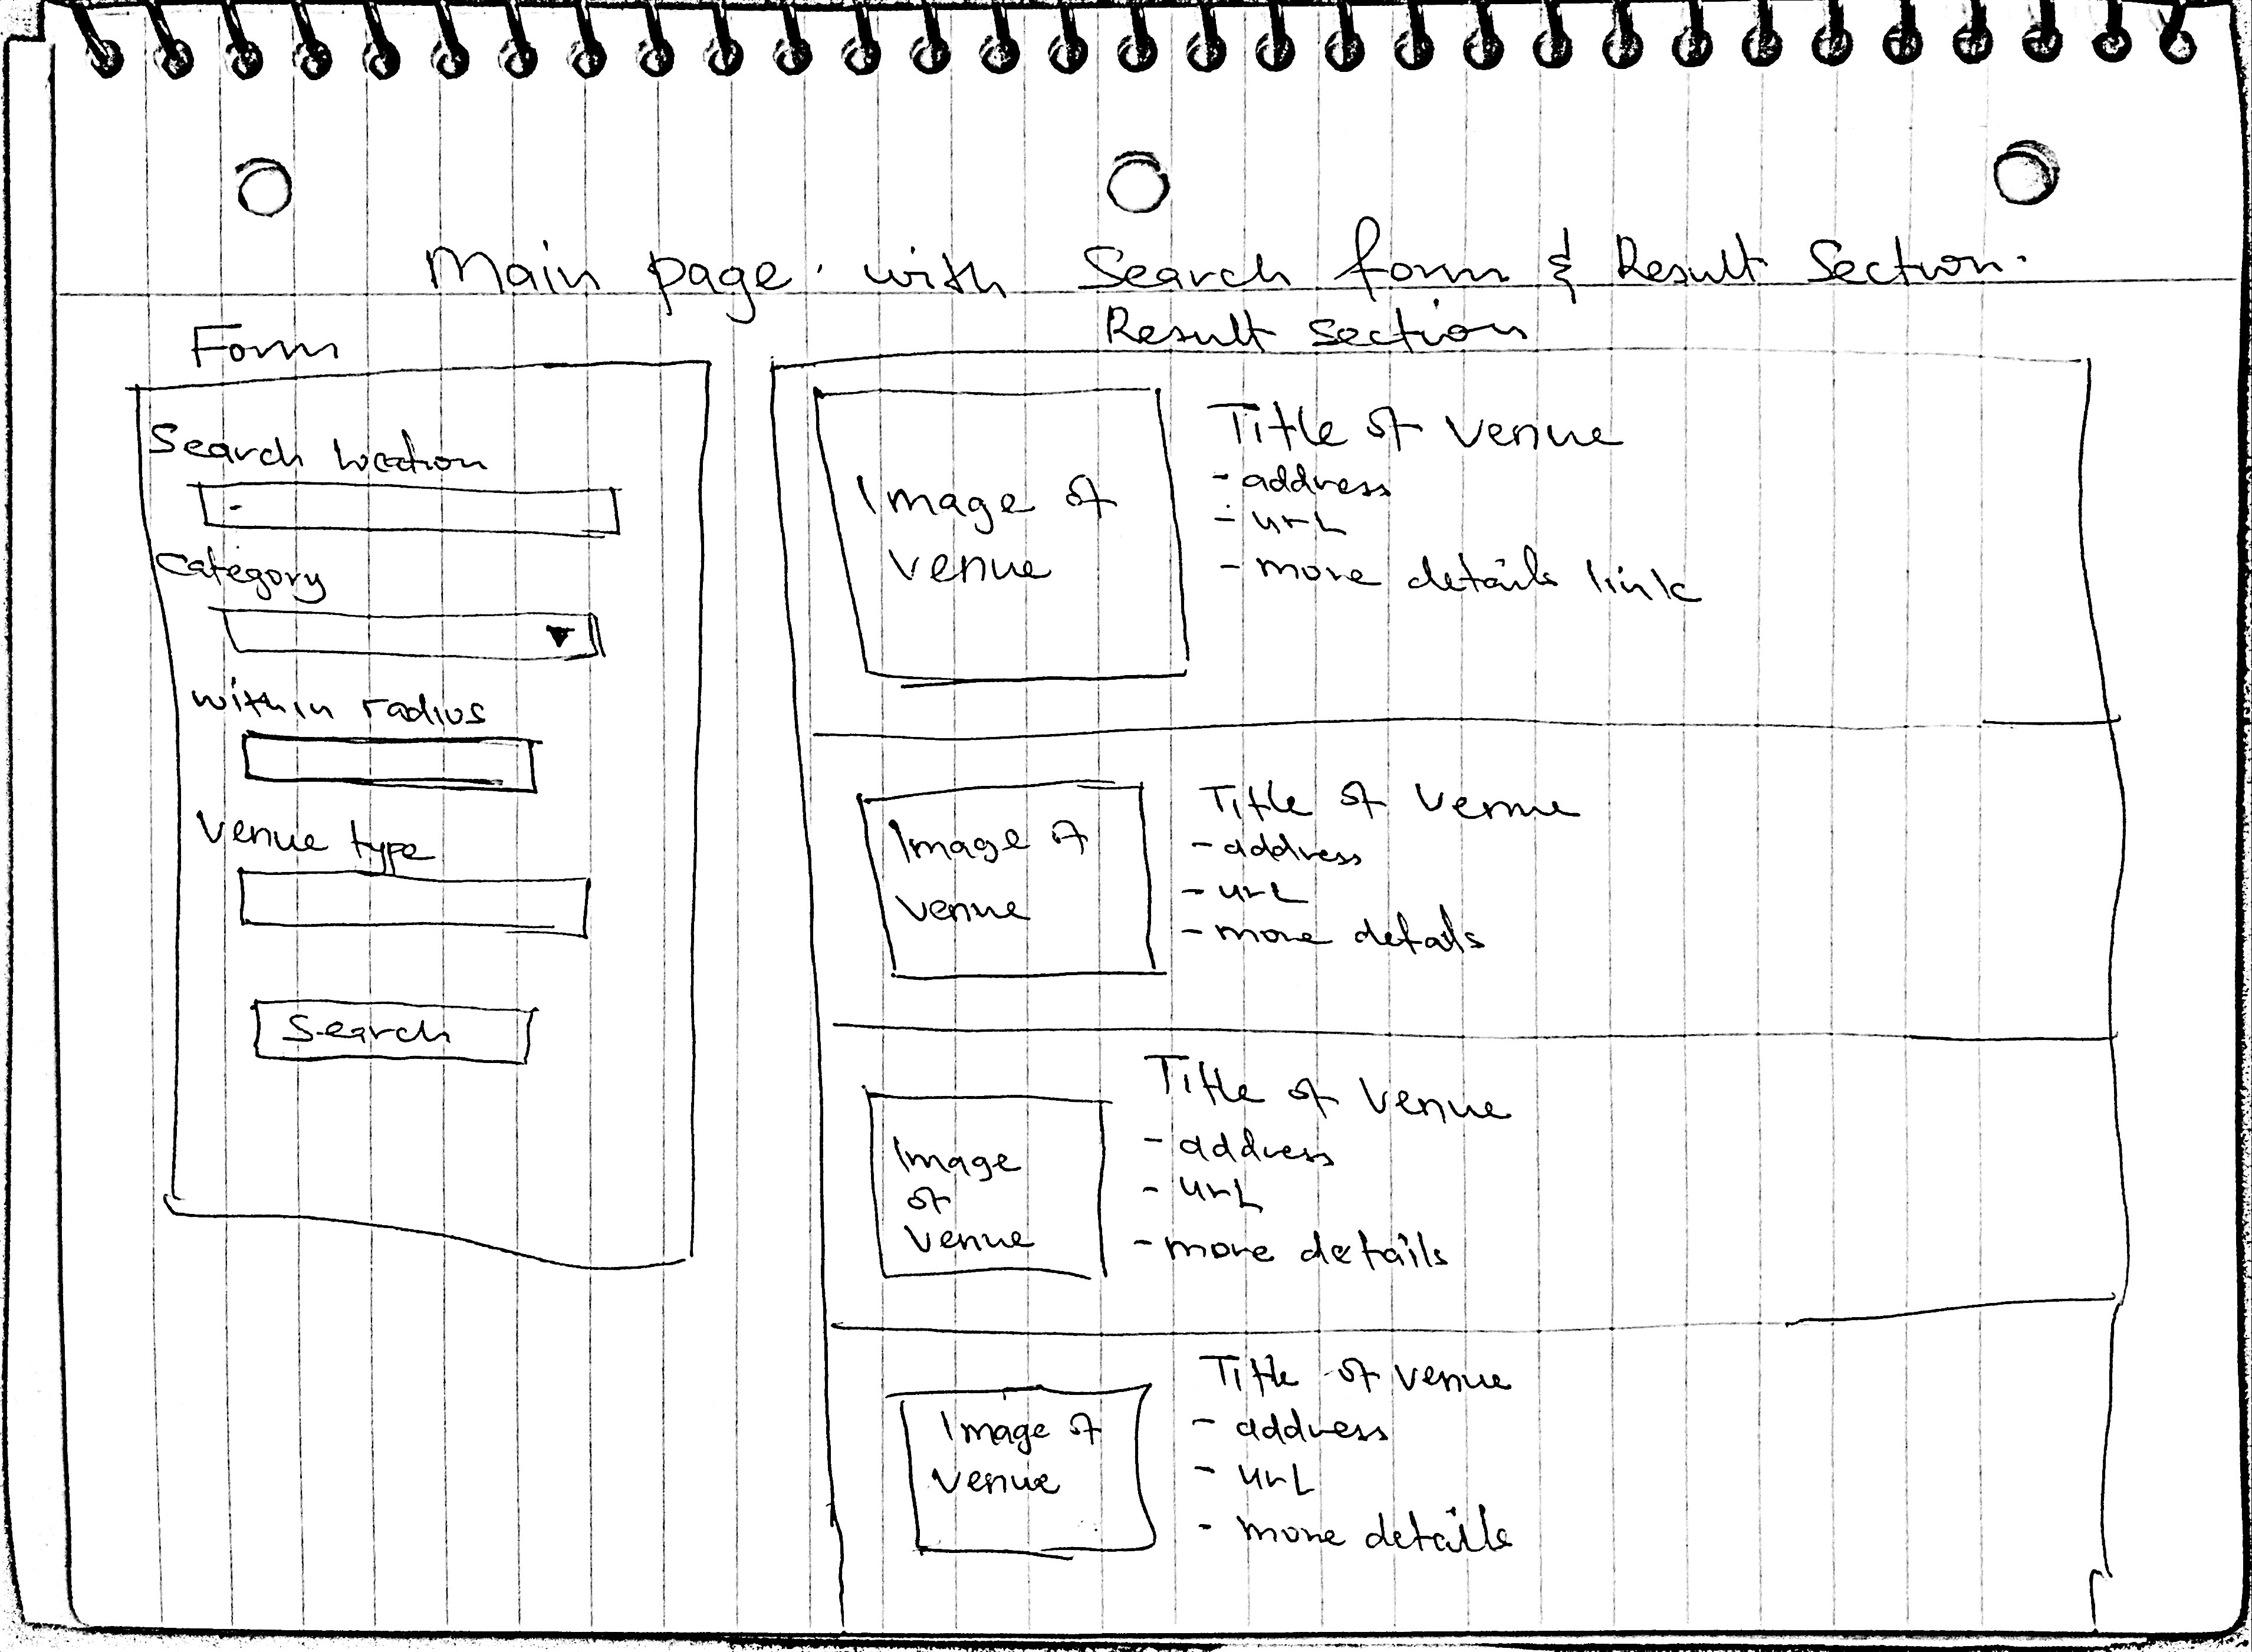 Main page. with Search form & Result Section.
Form
Search location
Category
within radius
Venue type
Search
Result section
Image of
venue
Title of venue
- address
- urL
- more details link
Image of
venue
Title of venue
- address
- urL
- more details
Image
of
venue
Title of venue
- address
- urL
- more details
Image of
venue
Title of venue
- address
- urL
- more details